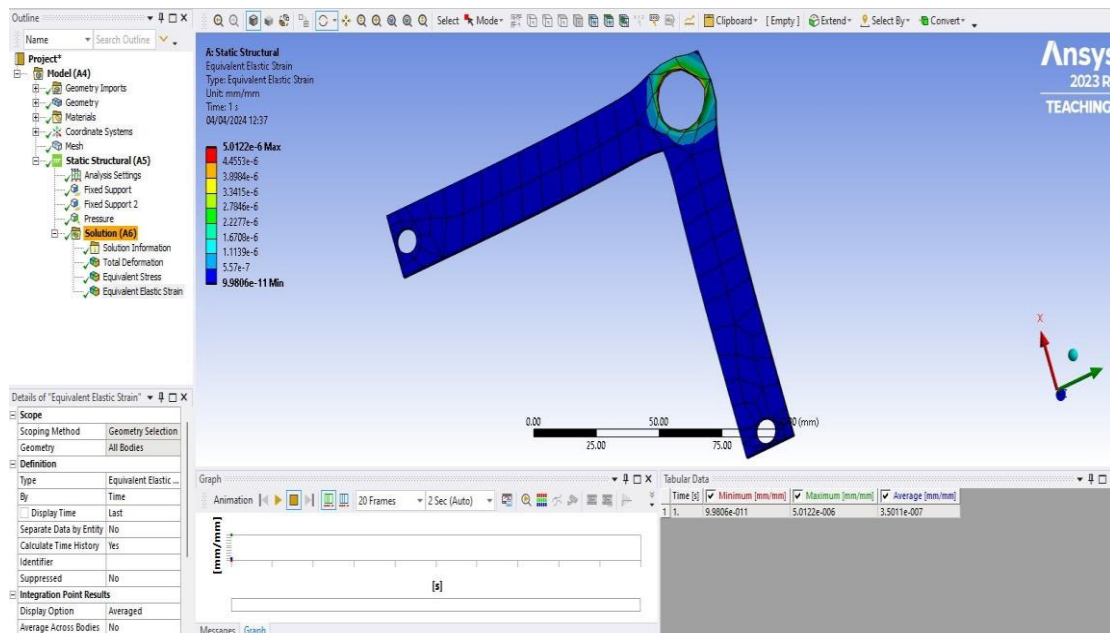 Outline
Name
Search Outline
Project*
Model (A4)
Geometry Imports
Geometry
Materials
Coordinate Systems
Mesh
Static Structural (A5)
Analysis Settings
Fixed Support
Fixed Support 2
Pressure
Solution (A6)
Solution Information
Total Deformation
Equivalent Stress
Equivalent Elastic Strain
Select Mode Clipboard [ Empty ] Extend Select By Convert
A: Static Structural
Equivalent Elastic Strain
Type: Equivalent Elastic Strain
Unit: mm/mm
Time: 1 s
04/04/2024 12:37
5.0122e-6 Max
4.4553e-6
3.8984e-6
3.3415e-6
2.7846e-6
2.2277e-6
1.6708e-6
1.1139e-6
5.57e-7
9.9806e-11 Min
Ansys
2023 R
TEACHING
X
0.00 50.00 (mm)
25.00 75.00
Details of "Equivalent Elastic Strain"
Scope
Scoping Method Geometry Selection
Geometry All Bodies
Definition
Type Equivalent Elastic ...
By Time
Display Time Last
Separate Data by Entity No
Calculate Time History Yes
Identifier
Suppressed No
Integration Point Results
Display Option Averaged
Average Across Bodies No
Graph
Animation 20 Frames 2 Sec (Auto)
[mm/mm]
[s]
Messages Graph
Tabular Data
Time [s] Minimum [mm/mm] Maximum [mm/mm] Average [mm/mm]
1 1. 9.9806e-011 5.0122e-006 3.5011e-007